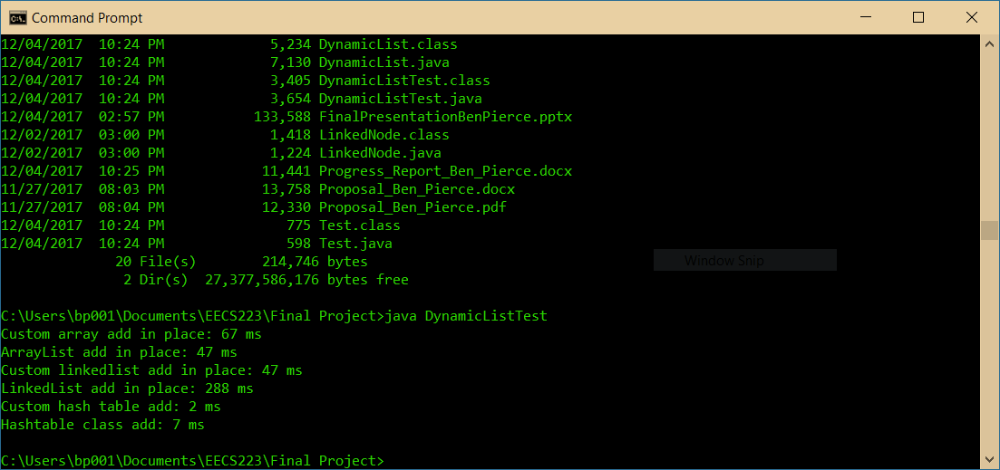 Command Prompt
12/04/2017  10:24 PM             5,234 DynamicList.class
12/04/2017  10:24 PM             7,130 DynamicList.java
12/04/2017  10:24 PM             3,405 DynamicListTest.class
12/04/2017  10:24 PM             3,654 DynamicListTest.java
12/04/2017  02:57 PM           133,588 FinalPresentationBenPierce.pptx
12/02/2017  03:00 PM             1,418 LinkedNode.class
12/02/2017  03:00 PM             1,224 LinkedNode.java
12/04/2017  10:25 PM            11,441 Progress_Report_Ben_Pierce.docx
11/27/2017  08:03 PM            13,758 Proposal_Ben_Pierce.docx
11/27/2017  08:04 PM            12,330 Proposal_Ben_Pierce.pdf
12/04/2017  10:24 PM               775 Test.class
12/04/2017  10:24 PM               598 Test.java
20 File(s)        214,746 bytes
Window Snip
2 Dir(s)  27,377,586,176 bytes free
C:\Users\bp001\Documents\EECS223\Final Project>java DynamicListTest
Custom array add in place: 67 ms
ArrayList add in place: 47 ms
Custom linkedlist add in place: 47 ms
LinkedList add in place: 288 ms
Custom hash table add: 2 ms
Hashtable class add: 7 ms
C:\Users\bp001\Documents\EECS223\Final Project>